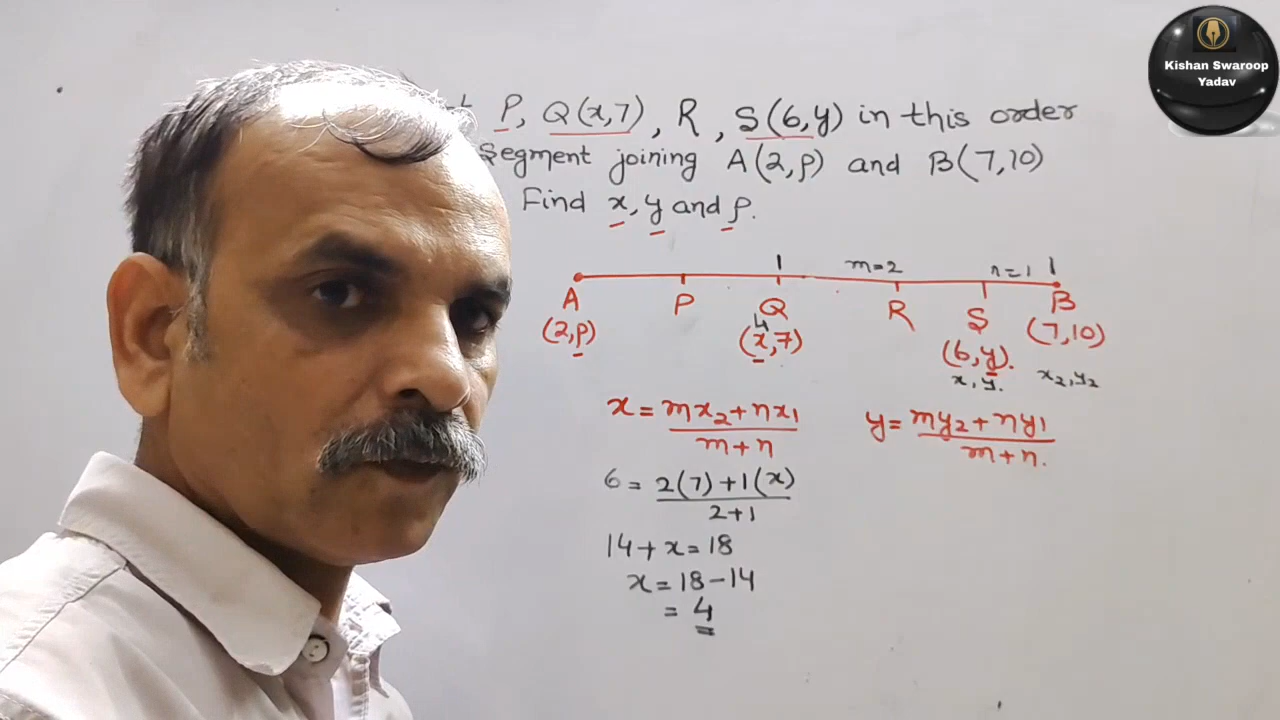 P, Q(x,7), R, S(6,y) in this order
Segment joining A(2,p) and B(7,10)
Find x, y and p.
1 m=2 n=1 1
A P Q R S B
4
(2,p) (x,7) (6,y). (7,10)
x, y. x₂, y₂
x = mx₂ + nx₁ / m + n
y = my₂ + ny₁ / m + n.
6 = 2(7) + 1(x) / 2+1
14 + x = 18
x = 18 - 14
= 4
Kishan Swaroop
Yadav